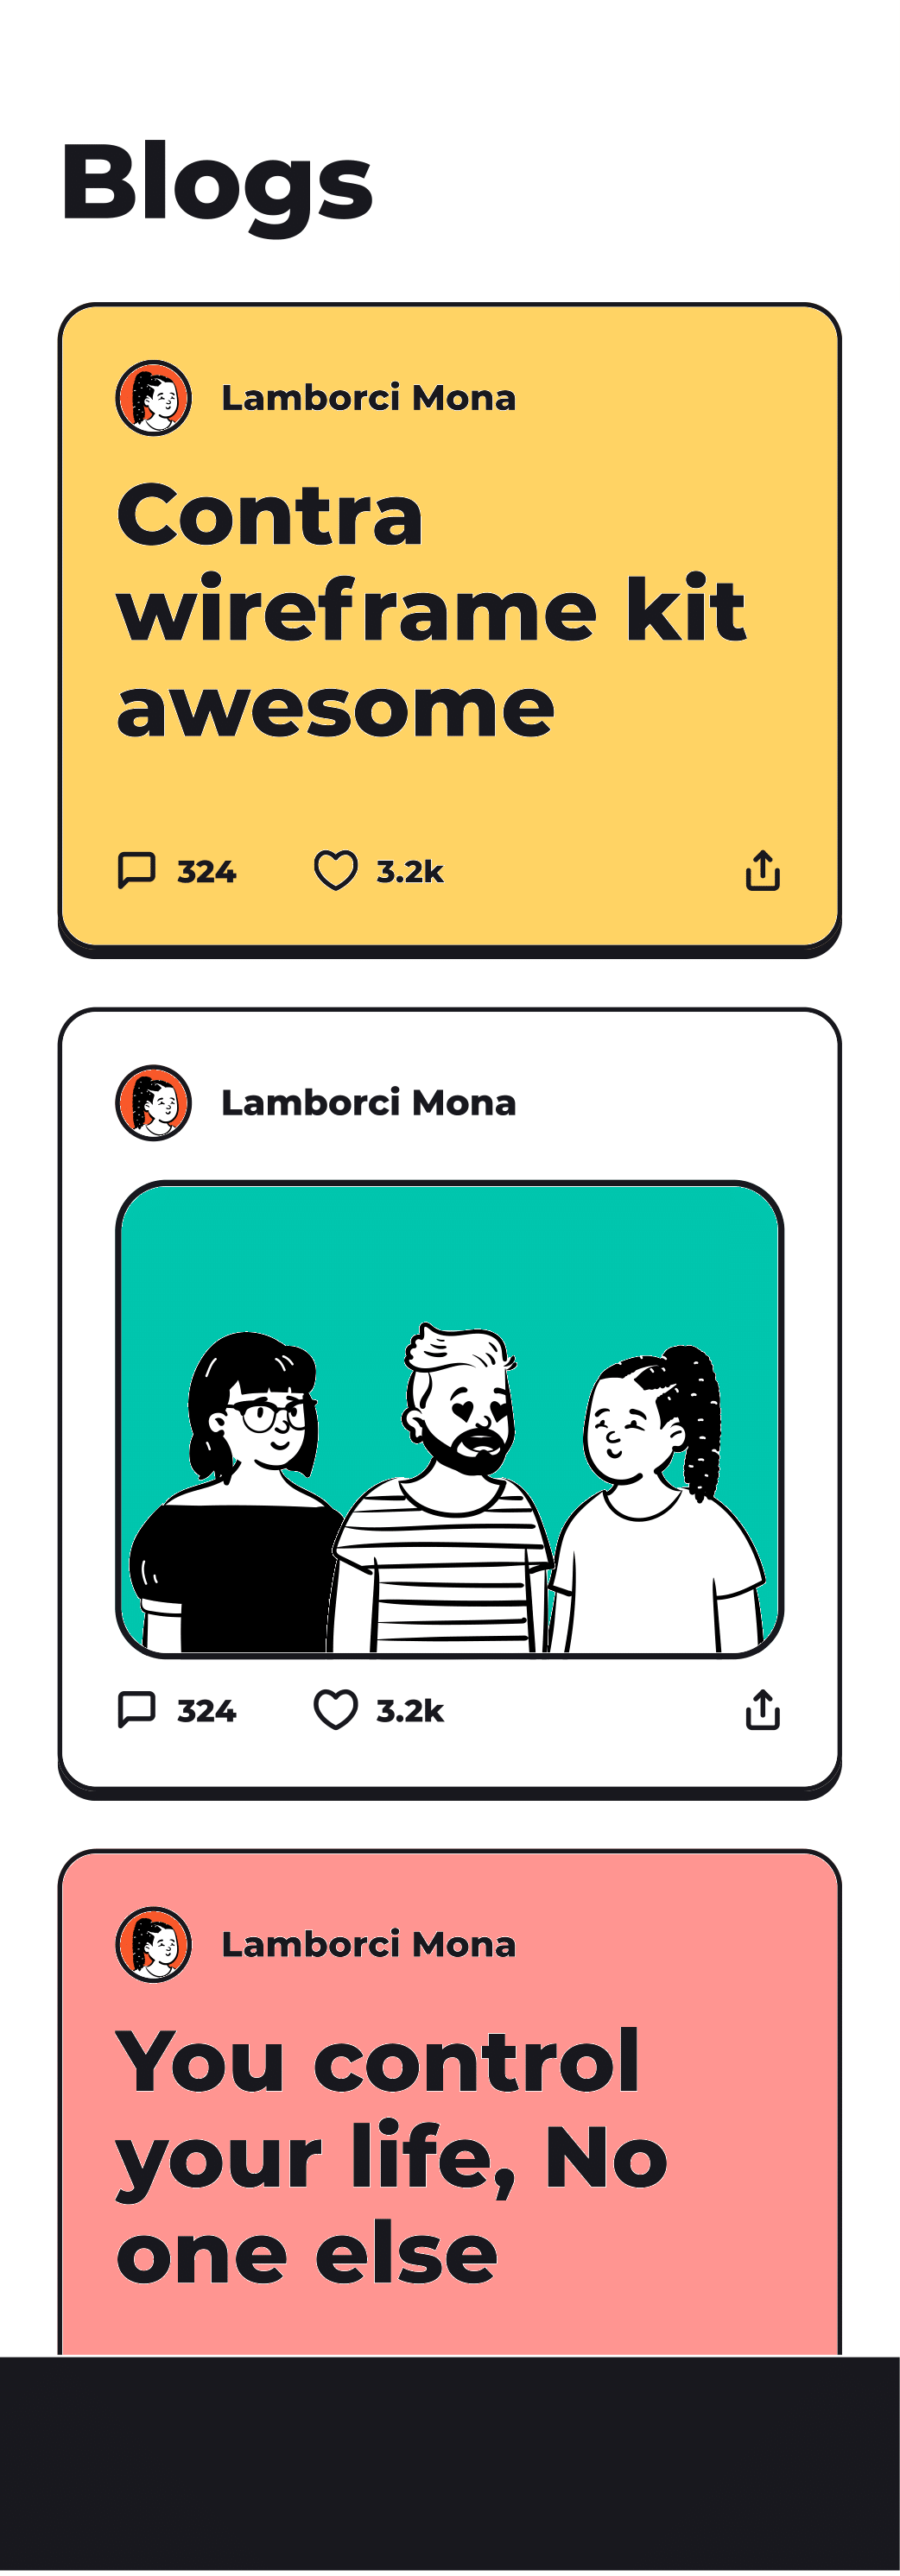 Blogs
Lamborci Mona
Contra
wireframe kit
awesome
324 3.2k
Lamborci Mona
324 3.2k
Lamborci Mona
You control
your life, No
one else